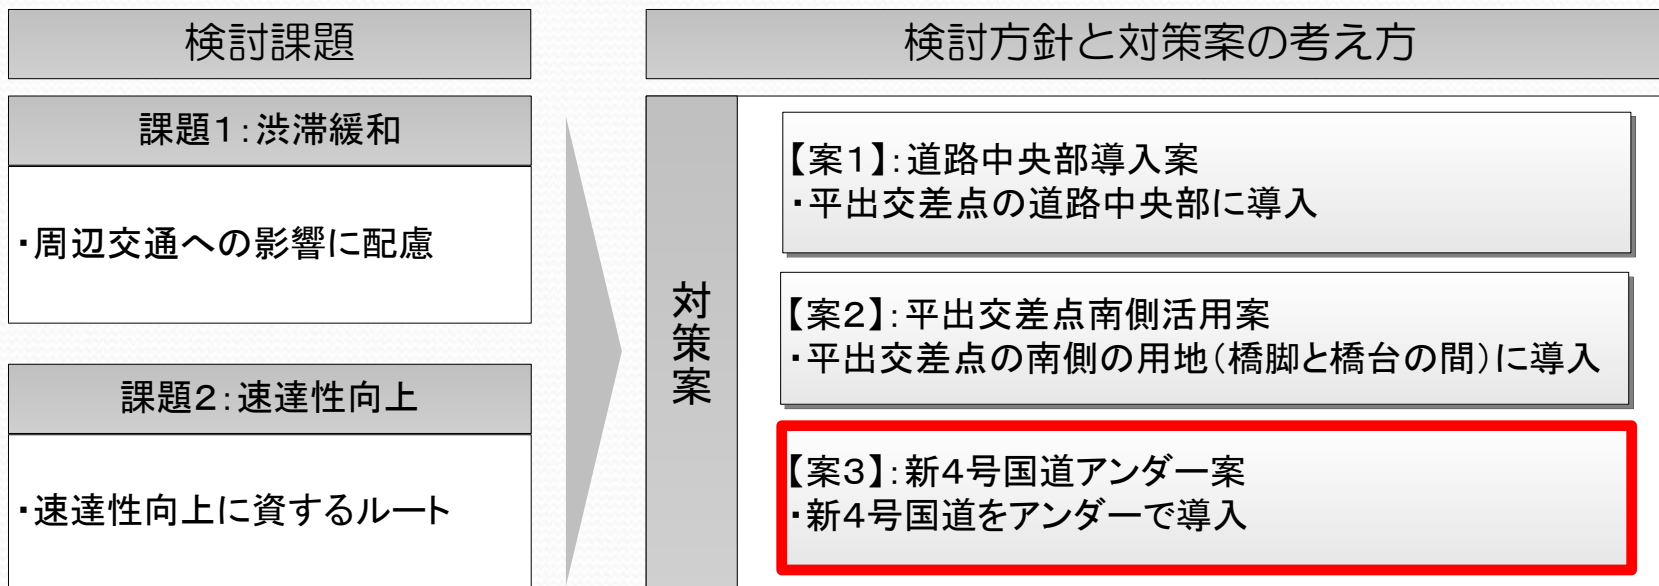 検討課題
課題1:渋滞緩和
・周辺交通への影響に配慮
課題2:速達性向上
・速達性向上に資するルート
検討方針と対策案の考え方
対策案
【案1】:道路中央部導入案
・平出交差点の道路中央部に導入
【案2】:平出交差点南側活用案
・平出交差点の南側の用地(橋脚と橋台の間)に導入
【案3】:新4号国道アンダー案
・新4号国道をアンダーで導入